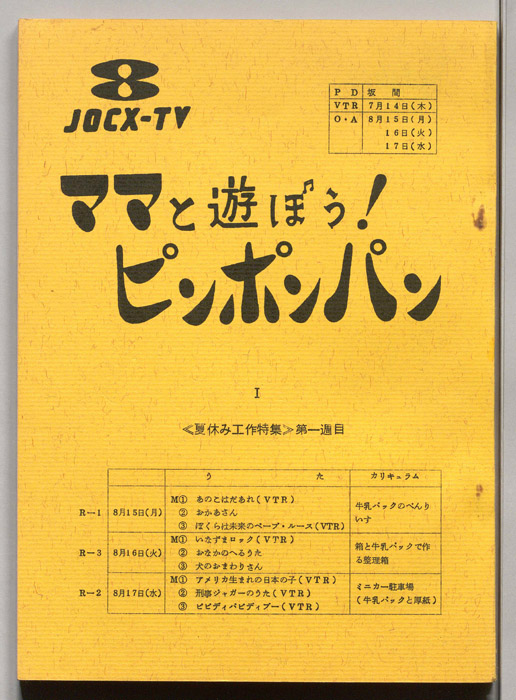 8
JOCX-TV
PD 坂間
VTR 7月14日(木)
O・A 8月15日(月)
16日(火)
17日(水)
ママと遊ぼう!
ピンポンパン
I
≪夏休み工作特集≫第一週目
うた カリキュラム
R-1 8月15日(月) M① あのこはだあれ(VTR) 牛乳パックのべんり
② おかあさん いす
③ ぼくらは未来のベーブ・ルース(VTR)
R-3 8月16日(火) M① いなずまロック(VTR) 箱と牛乳パックで作
② おなかのへるうた る整理箱
③ 犬のおまわりさん
R-2 8月17日(水) M① アメリカ生まれの日本の子(VTR) ミニカー駐車場
② 刑事ジャガーのうた(VTR) (牛乳パックと厚紙)
③ ビビディバビディブー(VTR)